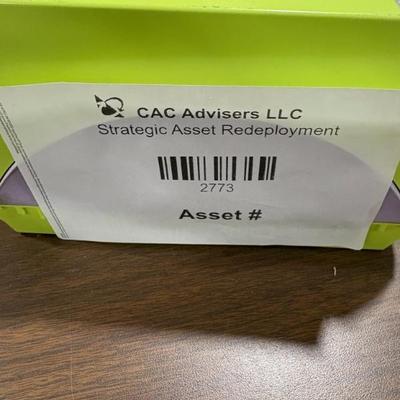 CAC Advisers LLC
Strategic Asset Redeployment
2773
Asset #